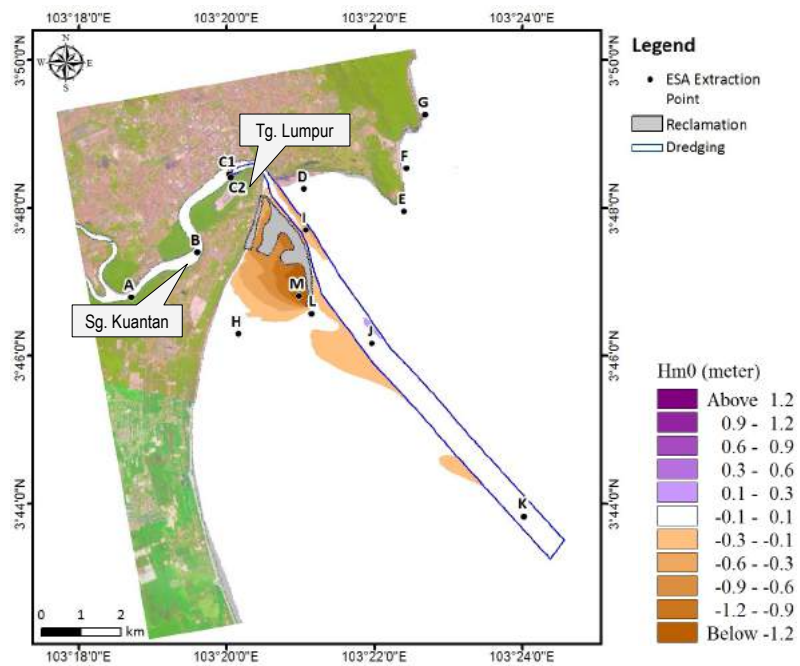 103°18'0"E 103°20'0"E 103°22'0"E 103°24'0"E
3°50'0"N
3°48'0"N
3°46'0"N
3°44'0"N
N
W E
S
Tg. Lumpur
Sg. Kuantan
G
F
E
D
C1
C2
I
B
A
M
L
H
J
K
0 1 2
km
3°50'0"N
3°48'0"N
3°46'0"N
3°44'0"N
103°18'0"E 103°20'0"E 103°22'0"E 103°24'0"E
Legend
ESA Extraction
Point
Reclamation
Dredging
Hm0 (meter)
Above 1.2
0.9 - 1.2
0.6 - 0.9
0.3 - 0.6
0.1 - 0.3
-0.1 - 0.1
-0.3 - -0.1
-0.6 - -0.3
-0.9 - -0.6
-1.2 - -0.9
Below -1.2